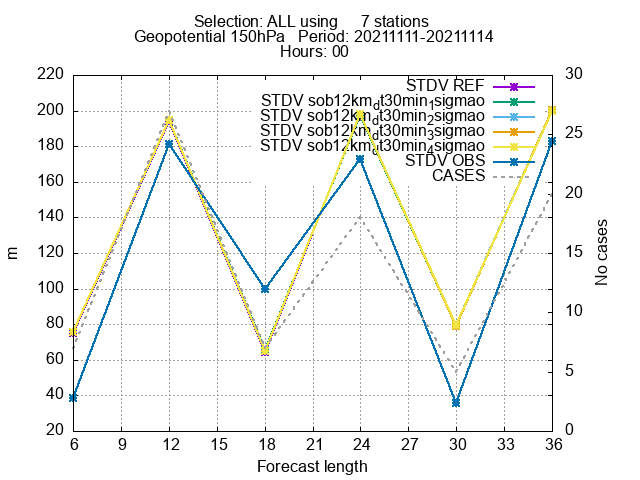 Selection: ALL using 7 stations
Geopotential 150hPa Period: 20211111-20211114
Hours: 00
220
200
180
160
140
120
100
80
60
40
20
m
30
25
20
15
10
5
0
No cases
STDV REF
STDV sob12km_dt30min_1sigmao
STDV sob12km_dt30min_2sigmao
STDV sob12km_dt30min_3sigmao
STDV sob12km_dt30min_4sigmao
STDV OBS
CASES
6 9 12 15 18 21 24 27 30 33 36
Forecast length